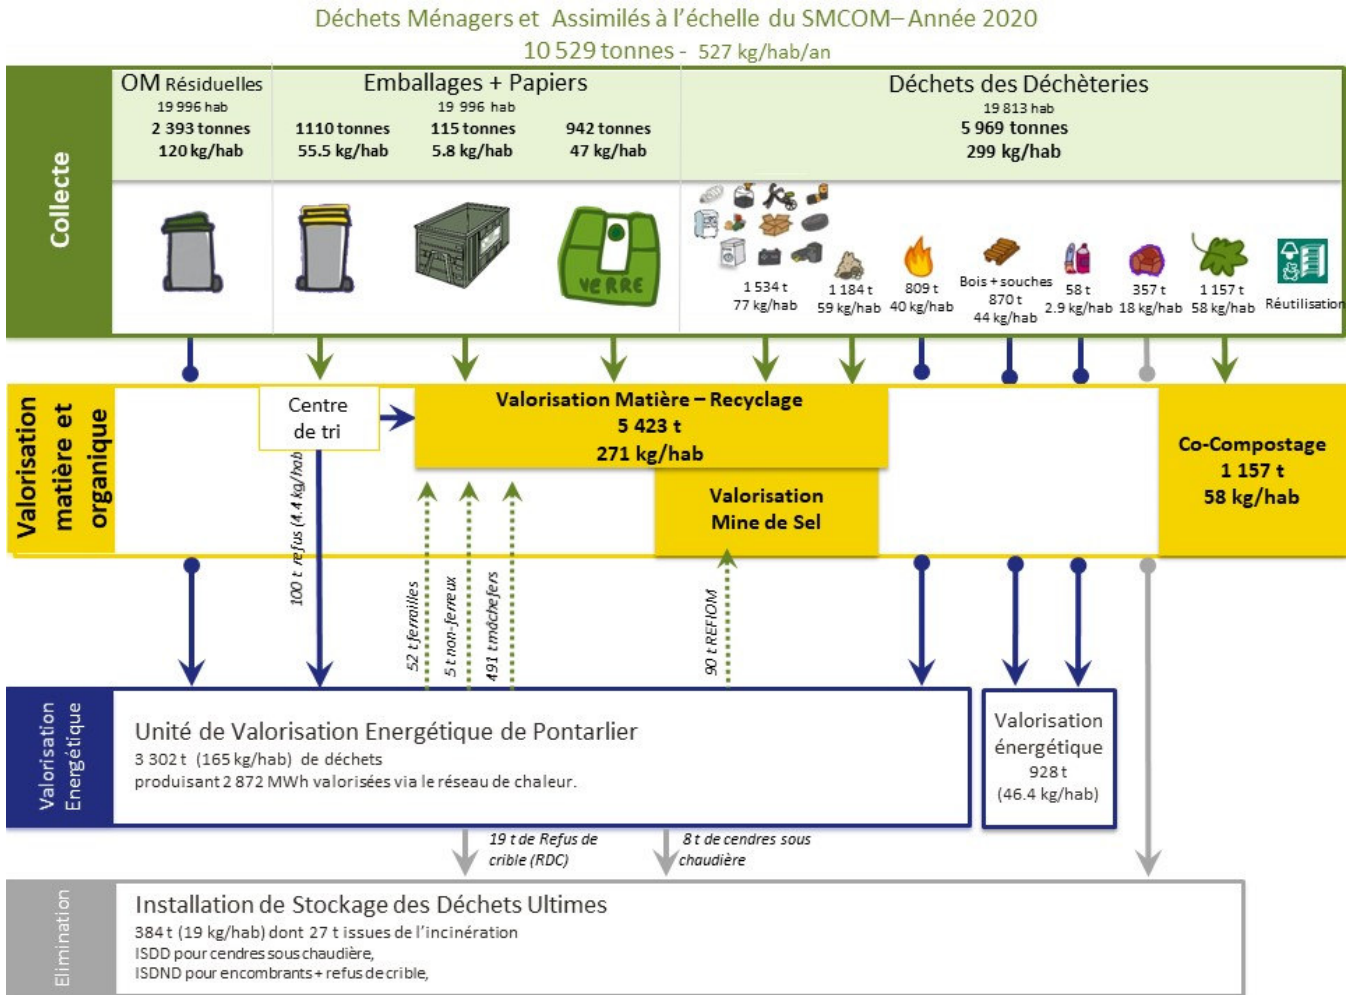 Déchets Ménagers et Assimilés à l'échelle du SMCOM– Année 2020
10 529 tonnes - 527 kg/hab/an
Collecte
OM Résiduelles
19 996 hab
2 393 tonnes
120 kg/hab
Emballages + Papiers
19 996 hab
1110 tonnes
55.5 kg/hab
115 tonnes
5.8 kg/hab
942 tonnes
47 kg/hab
Déchets des Déchèteries
19 813 hab
5 969 tonnes
299 kg/hab
VERRE
1 534 t
77 kg/hab
1 184 t
59 kg/hab
809 t
40 kg/hab
Bois + souches
870 t
44 kg/hab
58 t
2.9 kg/hab
357 t
18 kg/hab
1 157 t
58 kg/hab
Réutilisation
Valorisation
matière et
organique
Centre
de tri
Valorisation Matière – Recyclage
5 423 t
271 kg/hab
Valorisation
Mine de Sel
Co-Compostage
1 157 t
58 kg/hab
100 t refus (4.4 kg/hab)
52 t ferrailles
5 t non-ferreux
491 t mâchefers
90 t REFIOM
Valorisation
Energétique
Unité de Valorisation Energétique de Pontarlier
3 302 t (165 kg/hab) de déchets
produisant 2 872 MWh valorisées via le réseau de chaleur.
Valorisation
énergétique
928 t
(46.4 kg/hab)
19 t de Refus de
crible (RDC)
8 t de cendres sous
chaudière
Elimination
Installation de Stockage des Déchets Ultimes
384 t (19 kg/hab) dont 27 t issues de l'incinération
ISDD pour cendres sous chaudière,
ISDND pour encombrants + refus de crible,